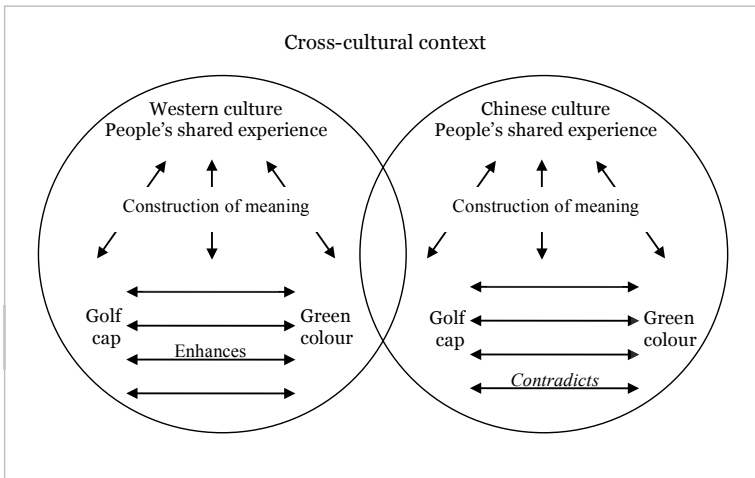 Cross-cultural context
Western culture
People's shared experience
Construction of meaning
Golf
cap
Green
colour
Enhances
Chinese culture
People's shared experience
Construction of meaning
Golf
cap
Green
colour
Contradicts